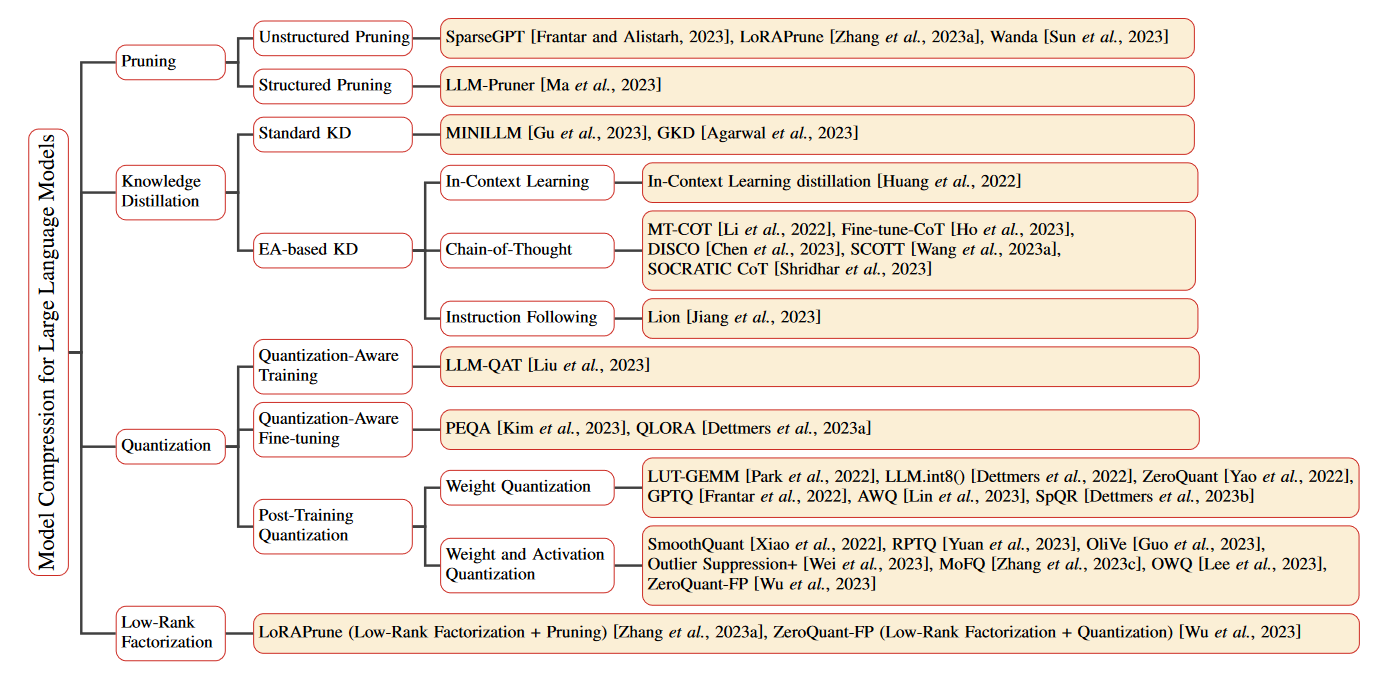 Model Compression for Large Language Models
Pruning
Unstructured Pruning
SparseGPT [Frantar and Alistarh, 2023], LoRAPrune [Zhang et al., 2023a], Wanda [Sun et al., 2023]
Structured Pruning
LLM-Pruner [Ma et al., 2023]
Knowledge
Distillation
Standard KD
MINILLM [Gu et al., 2023], GKD [Agarwal et al., 2023]
EA-based KD
In-Context Learning
In-Context Learning distillation [Huang et al., 2022]
Chain-of-Thought
MT-COT [Li et al., 2022], Fine-tune-CoT [Ho et al., 2023],
DISCO [Chen et al., 2023], SCOTT [Wang et al., 2023a],
SOCRATIC CoT [Shridhar et al., 2023]
Instruction Following
Lion [Jiang et al., 2023]
Quantization
Quantization-Aware
Training
LLM-QAT [Liu et al., 2023]
Quantization-Aware
Fine-tuning
PEQA [Kim et al., 2023], QLORA [Dettmers et al., 2023a]
Post-Training
Quantization
Weight Quantization
LUT-GEMM [Park et al., 2022], LLM.int8() [Dettmers et al., 2022], ZeroQuant [Yao et al., 2022],
GPTQ [Frantar et al., 2022], AWQ [Lin et al., 2023], SpQR [Dettmers et al., 2023b]
Weight and Activation
Quantization
SmoothQuant [Xiao et al., 2022], RPTQ [Yuan et al., 2023], OliVe [Guo et al., 2023],
Outlier Suppression+ [Wei et al., 2023], MoFQ [Zhang et al., 2023c], OWQ [Lee et al., 2023],
ZeroQuant-FP [Wu et al., 2023]
Low-Rank
Factorization
LoRAPrune (Low-Rank Factorization + Pruning) [Zhang et al., 2023a], ZeroQuant-FP (Low-Rank Factorization + Quantization) [Wu et al., 2023]